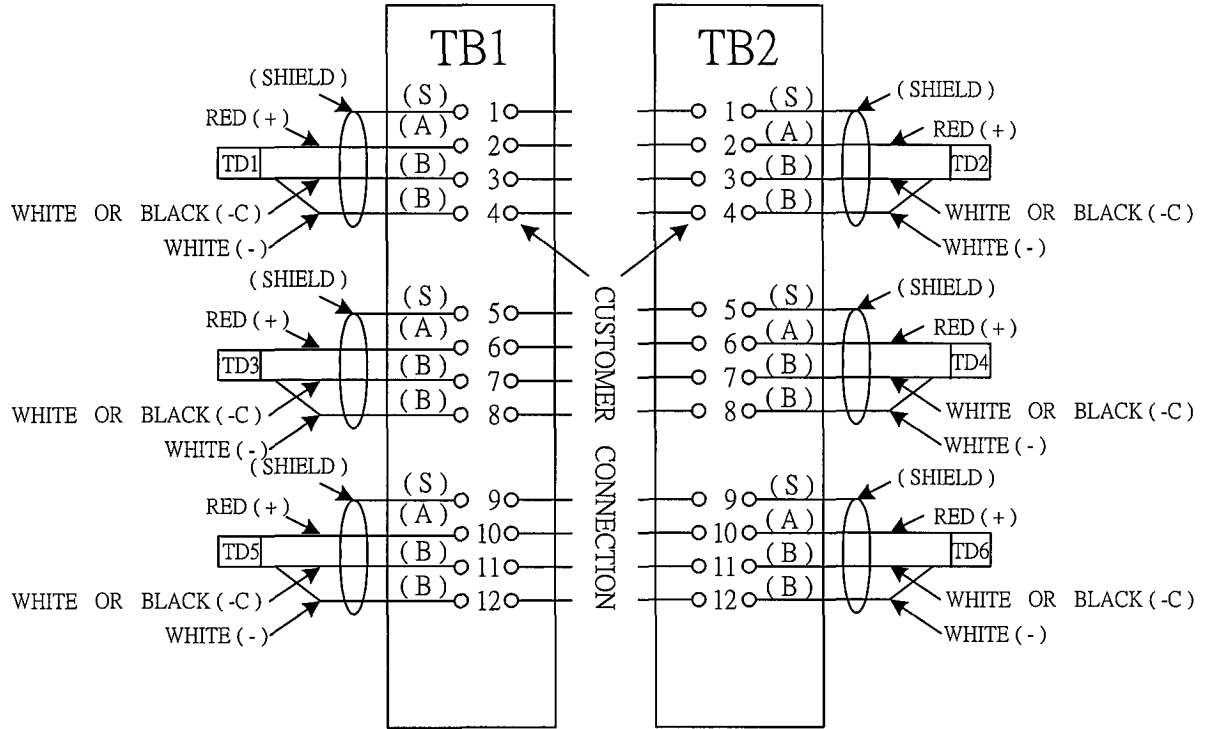 TB1
(SHIELD)
(S) 1
RED(+) (A) 2
TD1 (B) 3
WHITE OR BLACK(-C) (B) 4
WHITE(-)
(SHIELD)
(S) 5
RED(+) (A) 6
TD3 (B) 7
WHITE OR BLACK(-C) (B) 8
WHITE(-)
(SHIELD)
(S) 9
RED(+) (A) 10
TD5 (B) 11
WHITE OR BLACK(-C) (B) 12
WHITE(-)
CUSTOMER CONNECTION
TB2
(SHIELD)
1 (S)
2 (A) RED(+)
3 (B) TD2
4 (B) WHITE OR BLACK(-C)
WHITE(-)
(SHIELD)
5 (S)
6 (A) RED(+)
7 (B) TD4
8 (B) WHITE OR BLACK(-C)
WHITE(-)
(SHIELD)
9 (S)
10 (A) RED(+)
11 (B) TD6
12 (B) WHITE OR BLACK(-C)
WHITE(-)